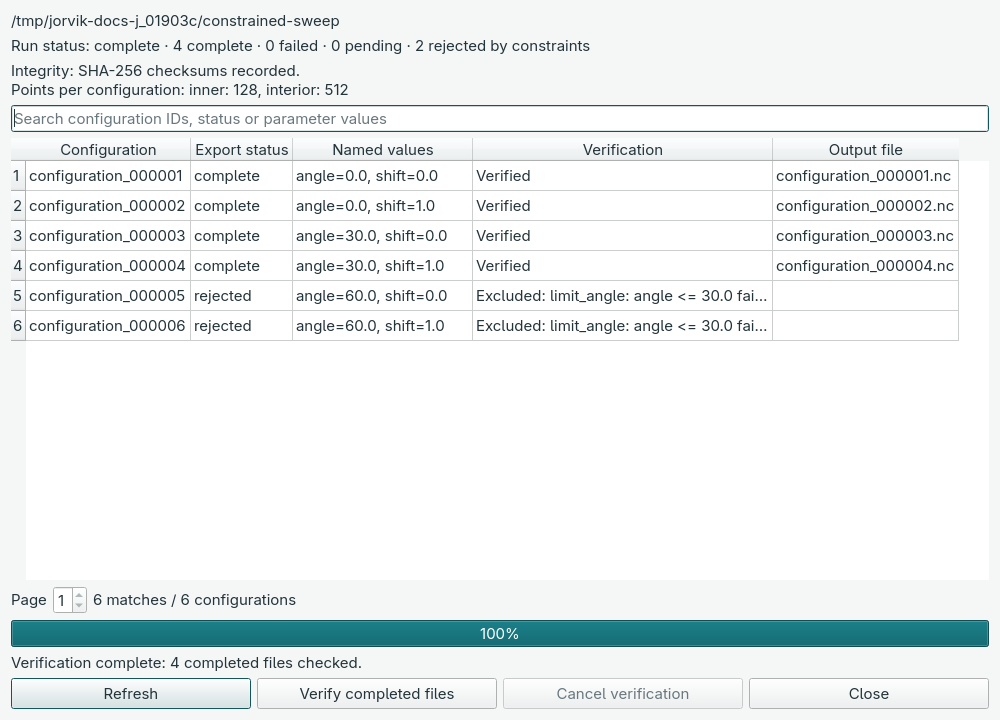 /tmp/jorvik-docs-j_01903c/constrained-sweep
Run status: complete · 4 complete · 0 failed · 0 pending · 2 rejected by constraints
Integrity: SHA-256 checksums recorded.
Points per configuration: inner: 128, interior: 512
Search configuration IDs, status or parameter values
Configuration Export status Named values Verification Output file
1 configuration_000001 complete angle=0.0, shift=0.0 Verified configuration_000001.nc
2 configuration_000002 complete angle=0.0, shift=1.0 Verified configuration_000002.nc
3 configuration_000003 complete angle=30.0, shift=0.0 Verified configuration_000003.nc
4 configuration_000004 complete angle=30.0, shift=1.0 Verified configuration_000004.nc
5 configuration_000005 rejected angle=60.0, shift=0.0 Excluded: limit_angle: angle <= 30.0 fai...
6 configuration_000006 rejected angle=60.0, shift=1.0 Excluded: limit_angle: angle <= 30.0 fai...
Page 1 6 matches / 6 configurations
100%
Verification complete: 4 completed files checked.
Refresh Verify completed files Cancel verification Close